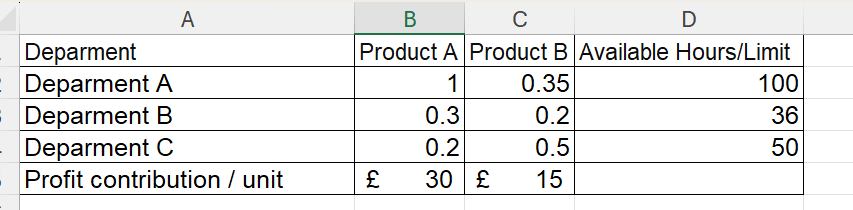 A B C D
Deparment Product A Product B Available Hours/Limit
Deparment A 1 0.35 100
Deparment B 0.3 0.2 36
Deparment C 0.2 0.5 50
Profit contribution / unit £ 30 £ 15